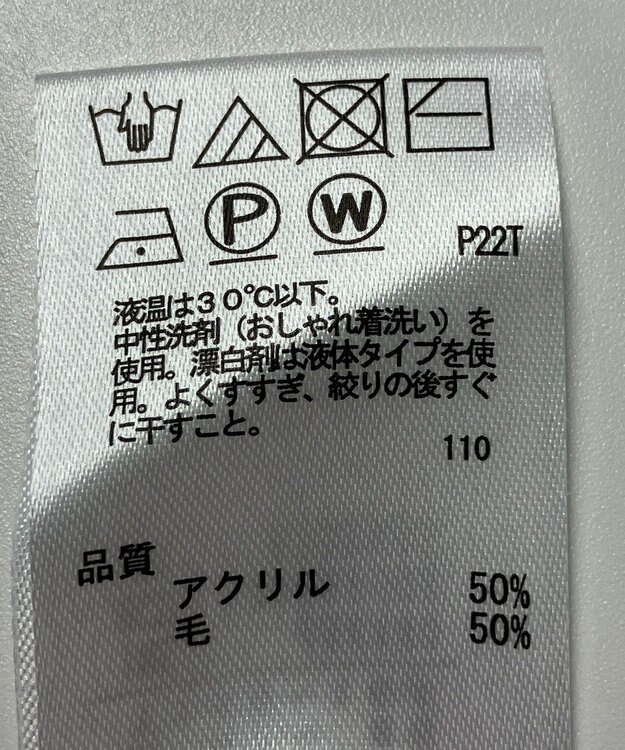 P W P22T
液温は30℃以下。
中性洗剤（おしゃれ着洗い）を
使用。漂白剤は液体タイプを使
用。よくすすぎ、絞りの後すぐ
に干すこと。
110
品質
アクリル 50%
毛 50%